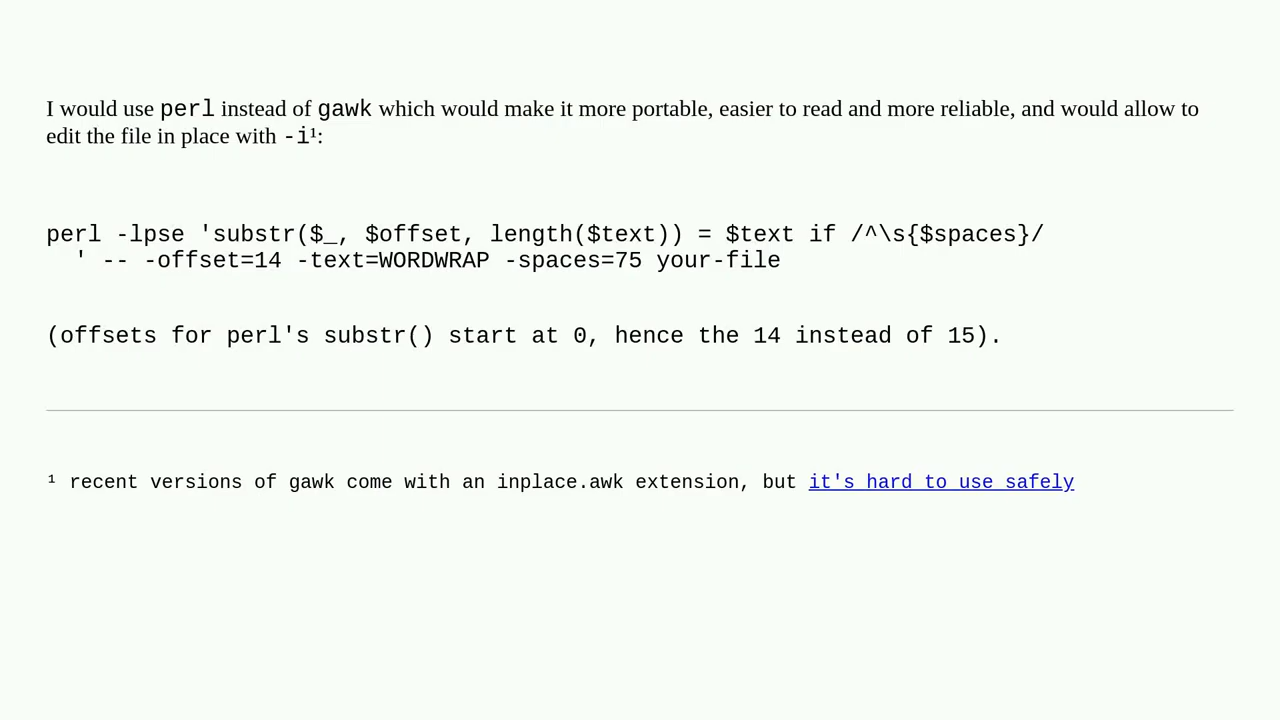 I would use perl instead of gawk which would make it more portable, easier to read and more reliable, and would allow to
edit the file in place with -i¹:
perl -lpse 'substr($_, $offset, length($text)) = $text if /^\s{$spaces}/
  ' -- -offset=14 -text=WORDWRAP -spaces=75 your-file
(offsets for perl's substr() start at 0, hence the 14 instead of 15).
¹ recent versions of gawk come with an inplace.awk extension, but it's hard to use safely